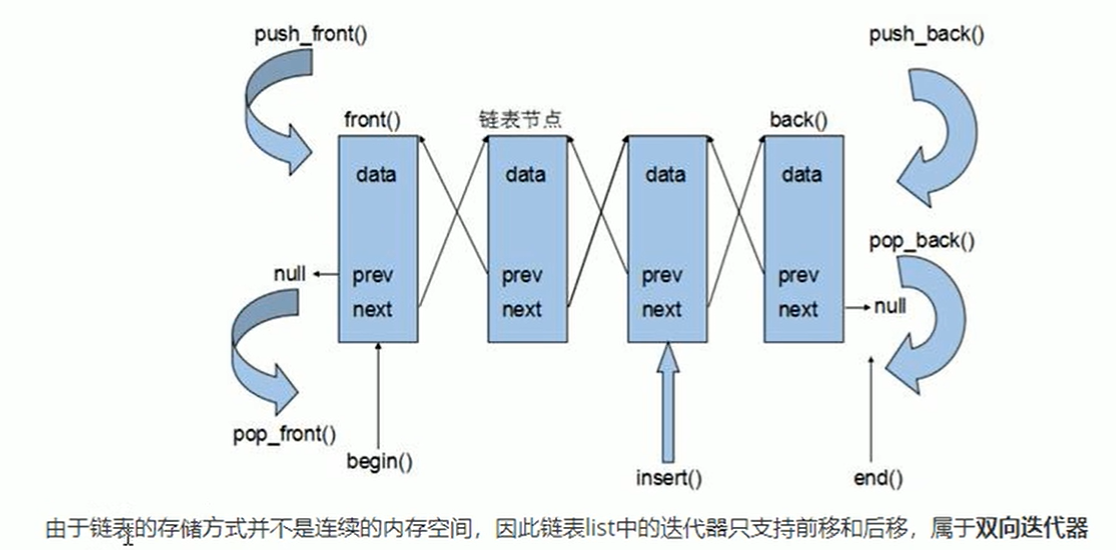 push_front()
push_back()
front()
链表节点
back()
data
data
data
data
pop_back()
null
prev
prev
prev
prev
next
next
next
next
null
pop_front()
begin()
insert()
end()
由于链表的存储方式并不是连续的内存空间，因此链表list中的迭代器只支持前移和后移，属于双向迭代器